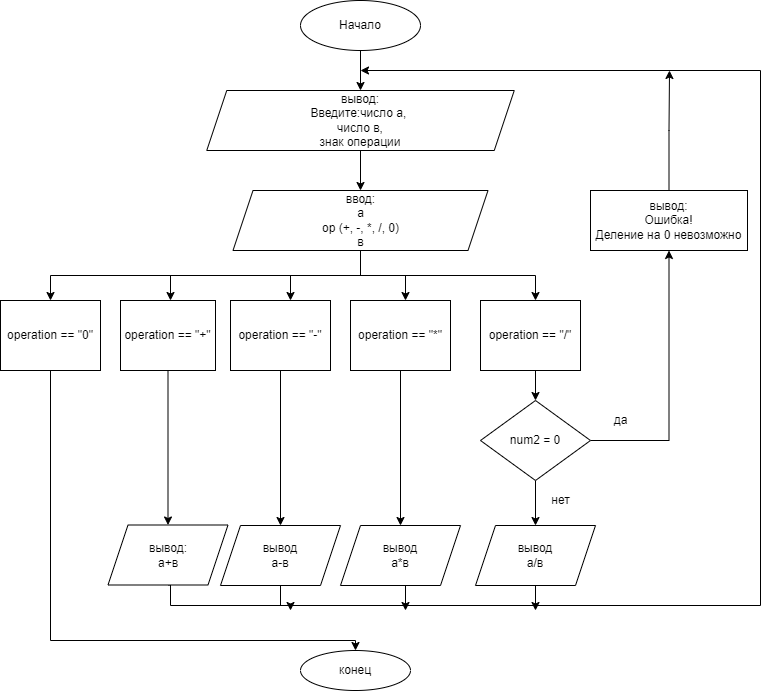 Начало
вывод:
Введите:число а,
число в,
знак операции
ввод:
а
op (+, -, *, /, 0)
в
вывод:
Ошибка!
Деление на 0 невозможно
operation == "0"
operation == "+"
operation == "-"
operation == "*"
operation == "/"
num2 = 0
да
нет
вывод:
а+в
вывод
а-в
вывод
а*в
вывод
а/в
конец